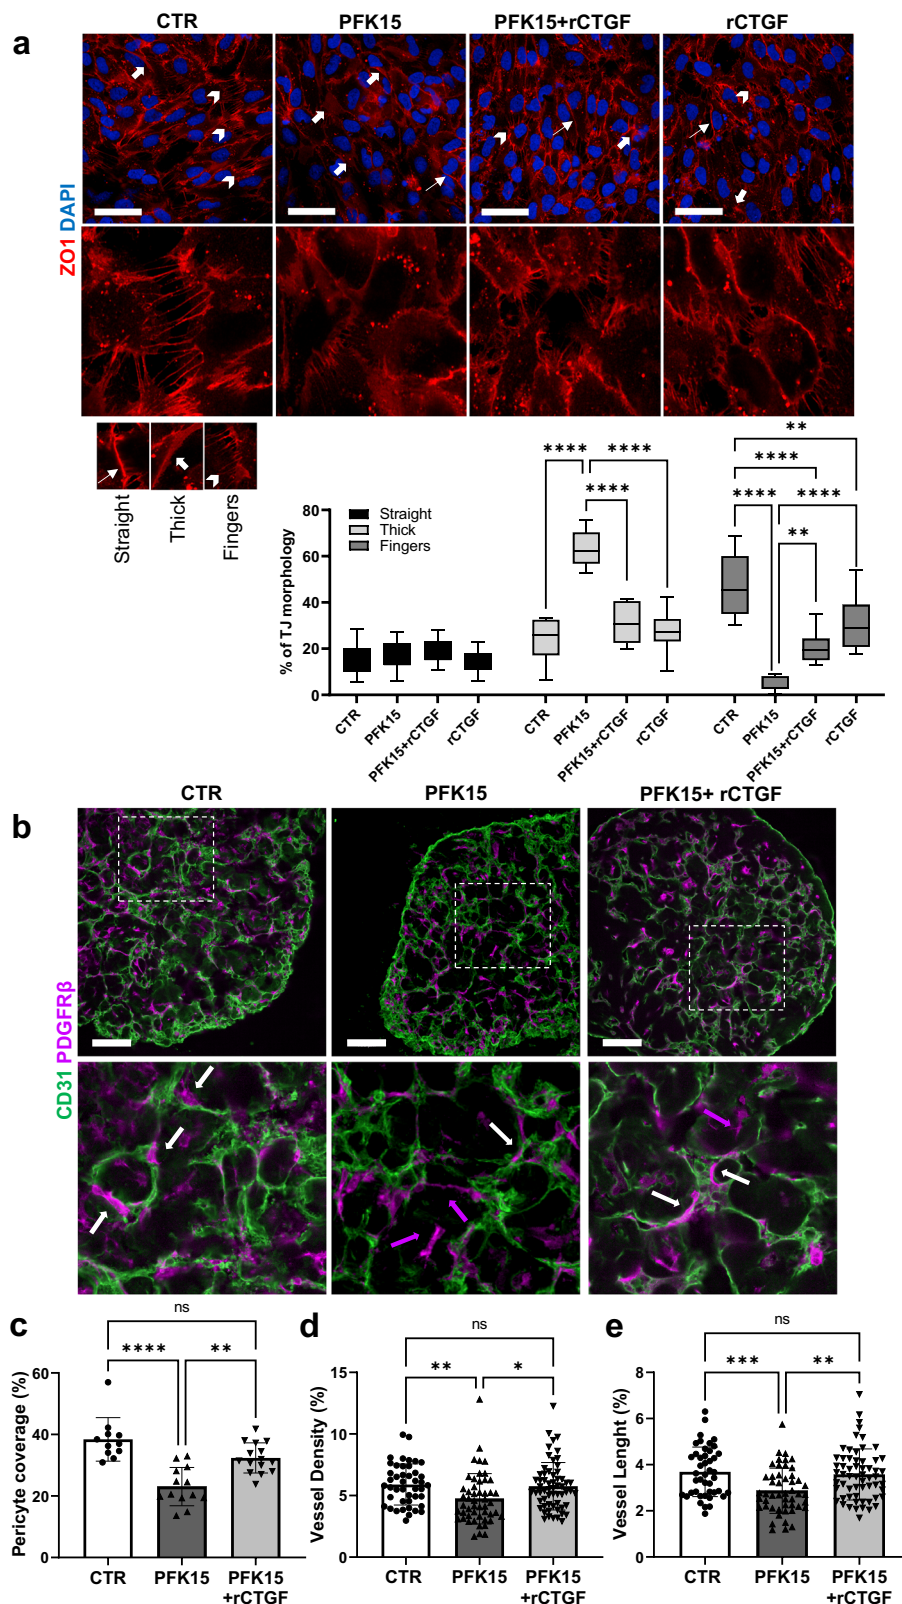 CTR PFK15 PFK15+rCTGF rCTGF
a
ZO1 DAPI
Straight
Thick
Fingers
** 
**** **** ****
**** **** ****
**
Straight
Thick
Fingers
% of TJ morphology
80
60
40
20
0
CTR PFK15 PFK15+rCTGF rCTGF CTR PFK15 PFK15+rCTGF rCTGF CTR PFK15 PFK15+rCTGF rCTGF
CTR PFK15 PFK15+ rCTGF
b
CD31 PDGFRβ
c
ns
**** **
Pericyte coverage (%)
60
40
20
0
CTR PFK15 PFK15
+rCTGF
d
ns
** *
Vessel Density (%)
15
10
5
0
CTR PFK15 PFK15
+rCTGF
e
ns
*** **
Vessel Lenght (%)
8
6
4
2
0
CTR PFK15 PFK15
+rCTGF